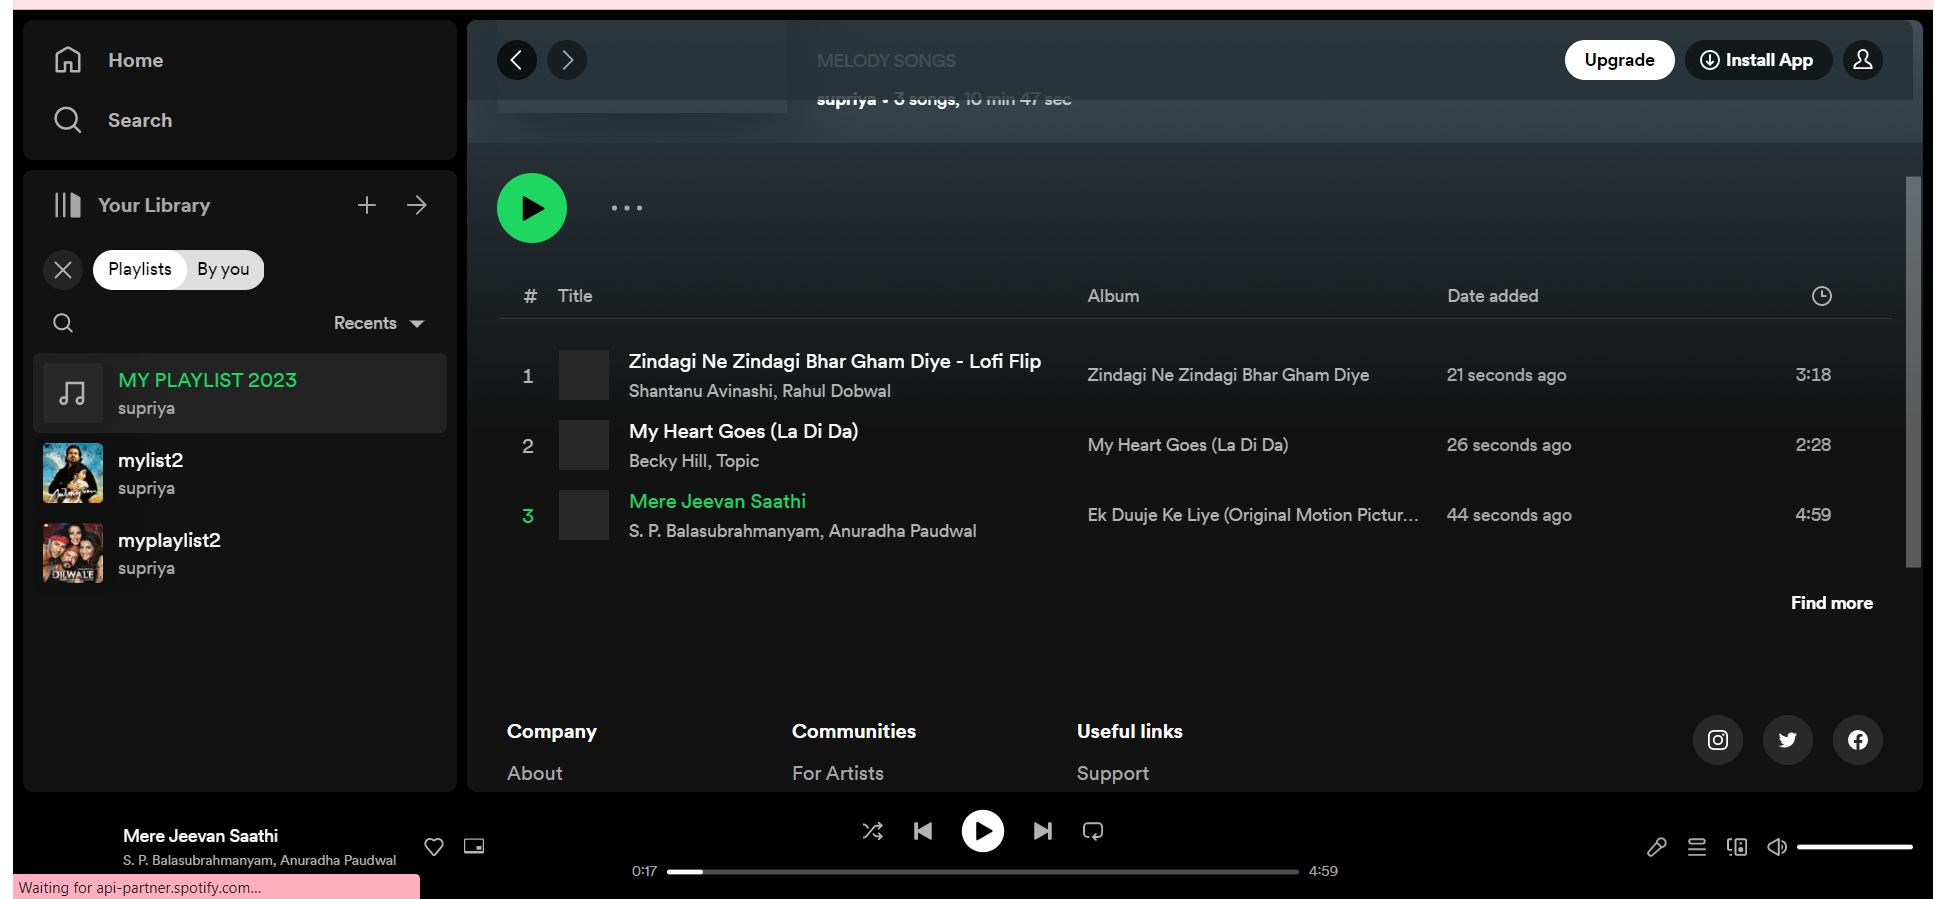 Home
Search
Your Library
Playlists By you
Recents
MY PLAYLIST 2023
supriya
mylist2
supriya
DILWALE
myplaylist2
supriya
MELODY SONGS
supriya • 3 songs, 10 min 47 sec
Upgrade
Install App
# Title Album Date added
1 Zindagi Ne Zindagi Bhar Gham Diye - Lofi Flip Zindagi Ne Zindagi Bhar Gham Diye 21 seconds ago 3:18
Shantanu Avinashi, Rahul Dobwal
2 My Heart Goes (La Di Da) My Heart Goes (La Di Da) 26 seconds ago 2:28
Becky Hill, Topic
3 Mere Jeevan Saathi Ek Duuje Ke Liye (Original Motion Pictur... 44 seconds ago 4:59
S. P. Balasubrahmanyam, Anuradha Paudwal
Find more
Company Communities Useful links
About For Artists Support
Mere Jeevan Saathi
S. P. Balasubrahmanyam, Anuradha Paudwal
0:17 4:59
Waiting for api-partner.spotify.com...